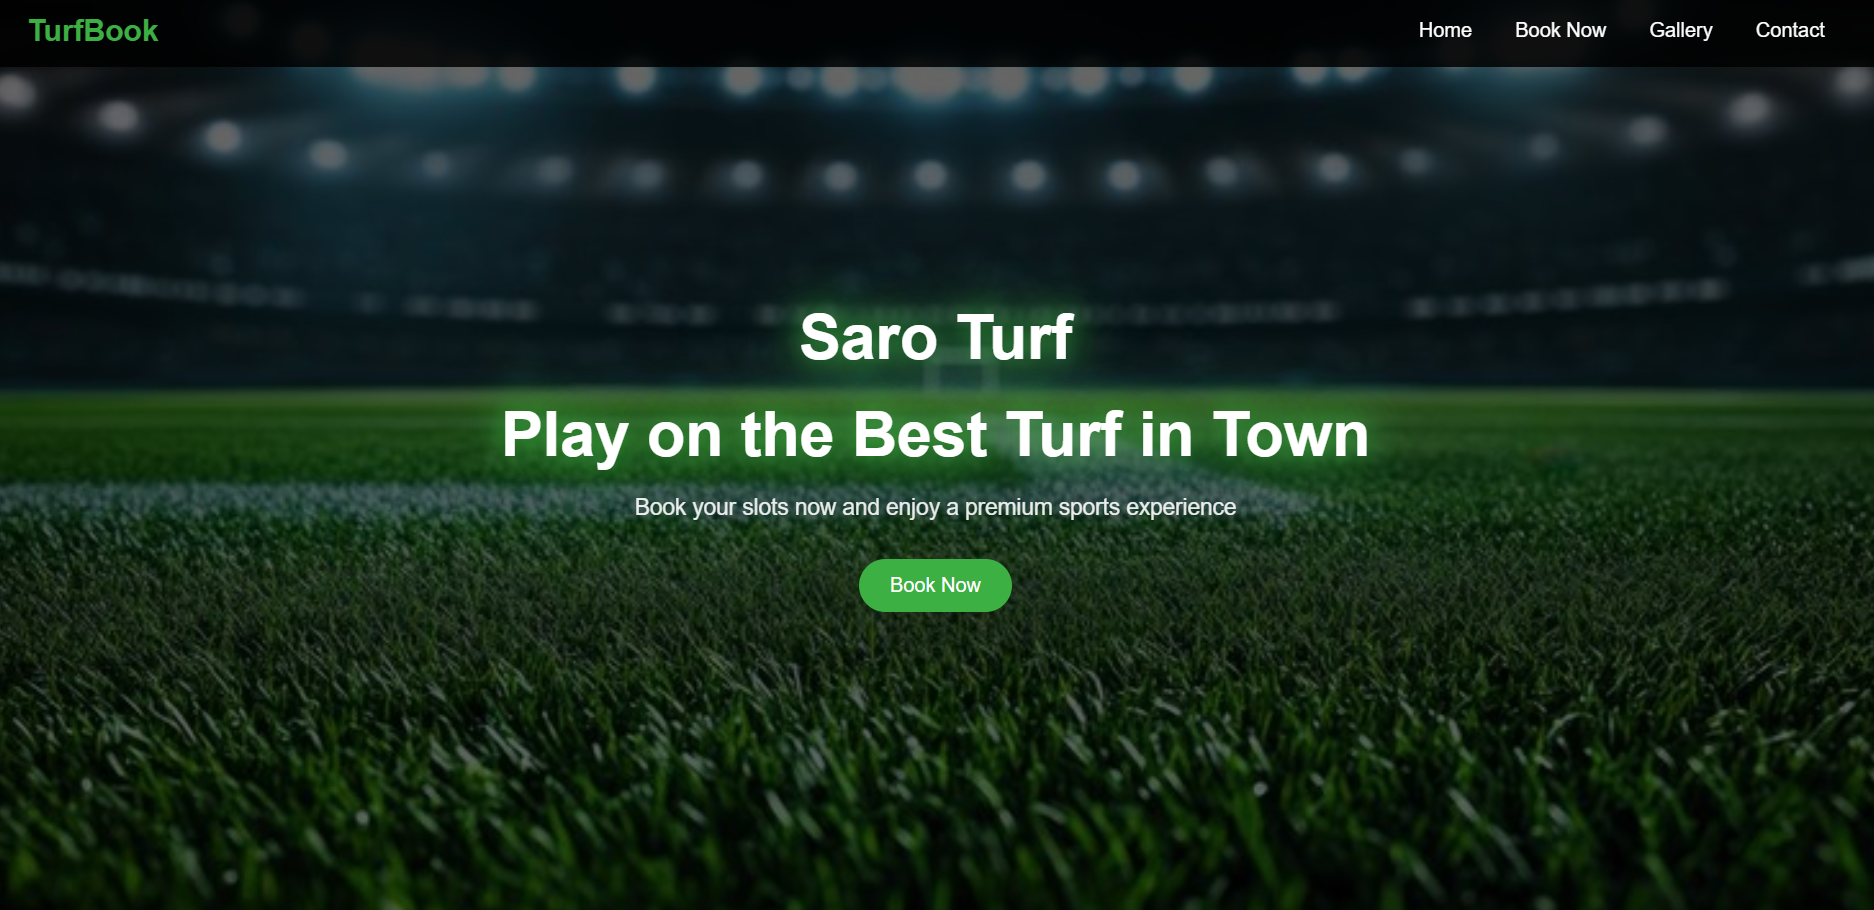 TurfBook
Home Book Now Gallery Contact
Saro Turf
Play on the Best Turf in Town
Book your slots now and enjoy a premium sports experience
Book Now